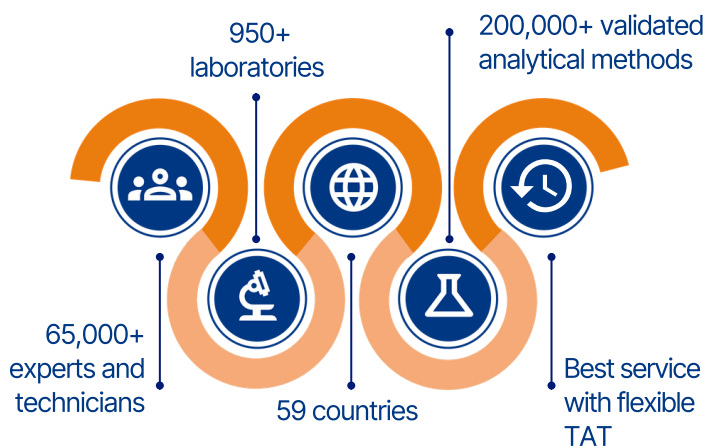 950+
laboratories
200,000+ validated
analytical methods
65,000+
experts and
technicians
59 countries
Best service
with flexible
TAT